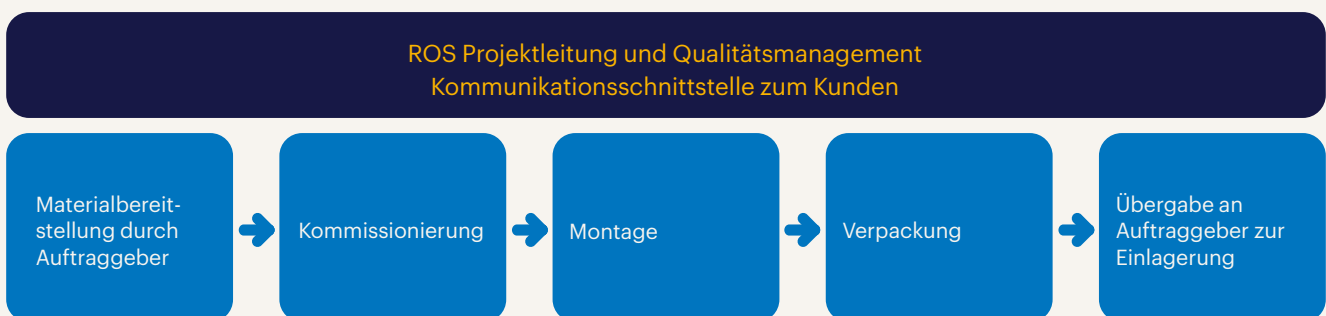 ROS Projektleitung und Qualitätsmanagement
Kommunikationsschnittstelle zum Kunden
Materialbereit-
stellung durch
Auftraggeber
Kommissionierung
Montage
Verpackung
Übergabe an
Auftraggeber zur
Einlagerung